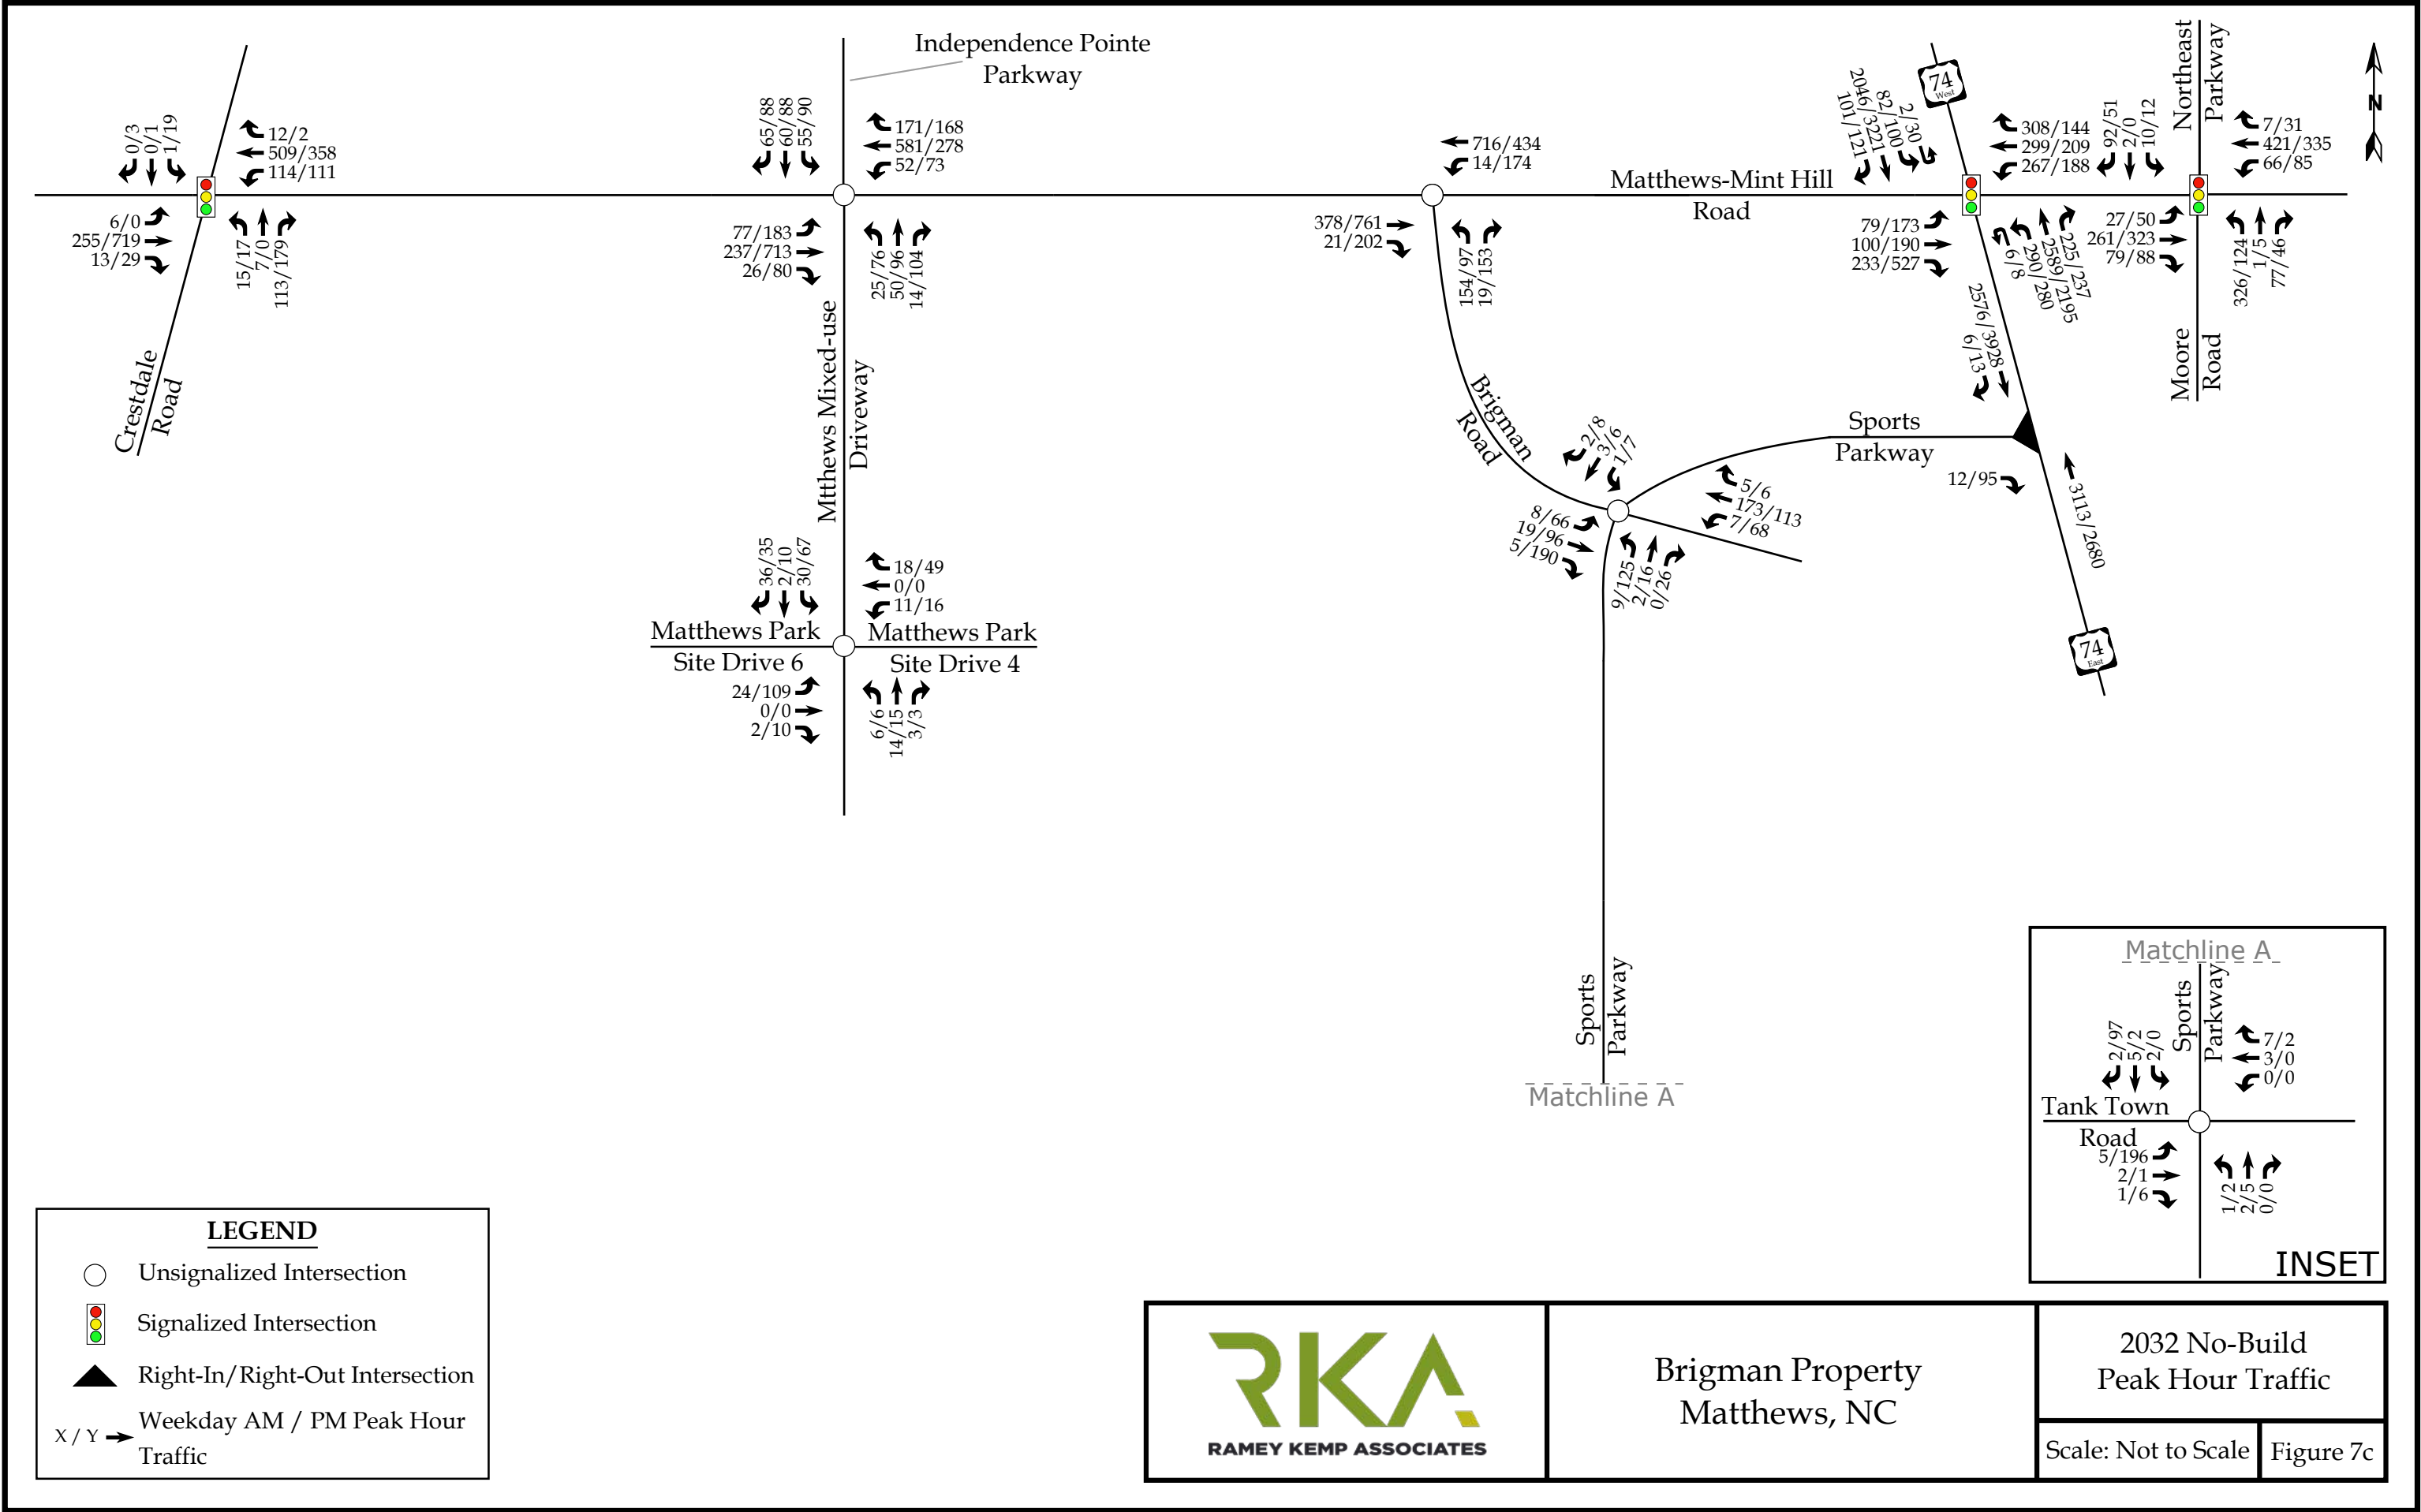 Independence Pointe
Parkway
Northeast
Parkway
74
West
N
0/3
0/1
1/19
12/2
509/358
114/111
6/0
255/719
13/29
15/17
7/0
113/179
Crestdale
Road
65/88
60/88
55/90
171/168
581/278
52/73
77/183
237/713
26/80
25/76
50/96
14/104
Mtthews Mixed-use
Driveway
716/434
14/174
378/761
21/202
154/97
19/153
Matthews-Mint Hill
Road
101/121
2046/3221
82/100
2/30
308/144
299/209
267/188
79/173
100/190
233/527
6/8
290/280
2589/2195
225/237
92/51
2/0
10/12
7/31
421/335
66/85
27/50
261/323
79/88
326/124
1/5
77/46
Moore
Road
2576/3928
6/13
Sports
Parkway
12/95
3113/2680
74
East
Brigman
Road
2/8
3/6
1/7
5/6
173/113
7/68
8/66
19/96
5/190
9/125
2/16
0/26
36/35
2/10
30/67
18/49
0/0
11/16
Matthews Park
Site Drive 6
Matthews Park
Site Drive 4
24/109
0/0
2/10
6/6
14/15
3/3
Sports
Parkway
Matchline A
Matchline A
Sports
Parkway
2/97
5/2
2/0
7/2
3/0
0/0
Tank Town
Road
5/196
2/1
1/6
1/2
2/5
0/0
INSET
LEGEND
Unsignalized Intersection
Signalized Intersection
Right-In/Right-Out Intersection
X / Y
Weekday AM / PM Peak Hour
Traffic
RKA
RAMEY KEMP ASSOCIATES
Brigman Property
Matthews, NC
2032 No-Build
Peak Hour Traffic
Scale: Not to Scale
Figure 7c